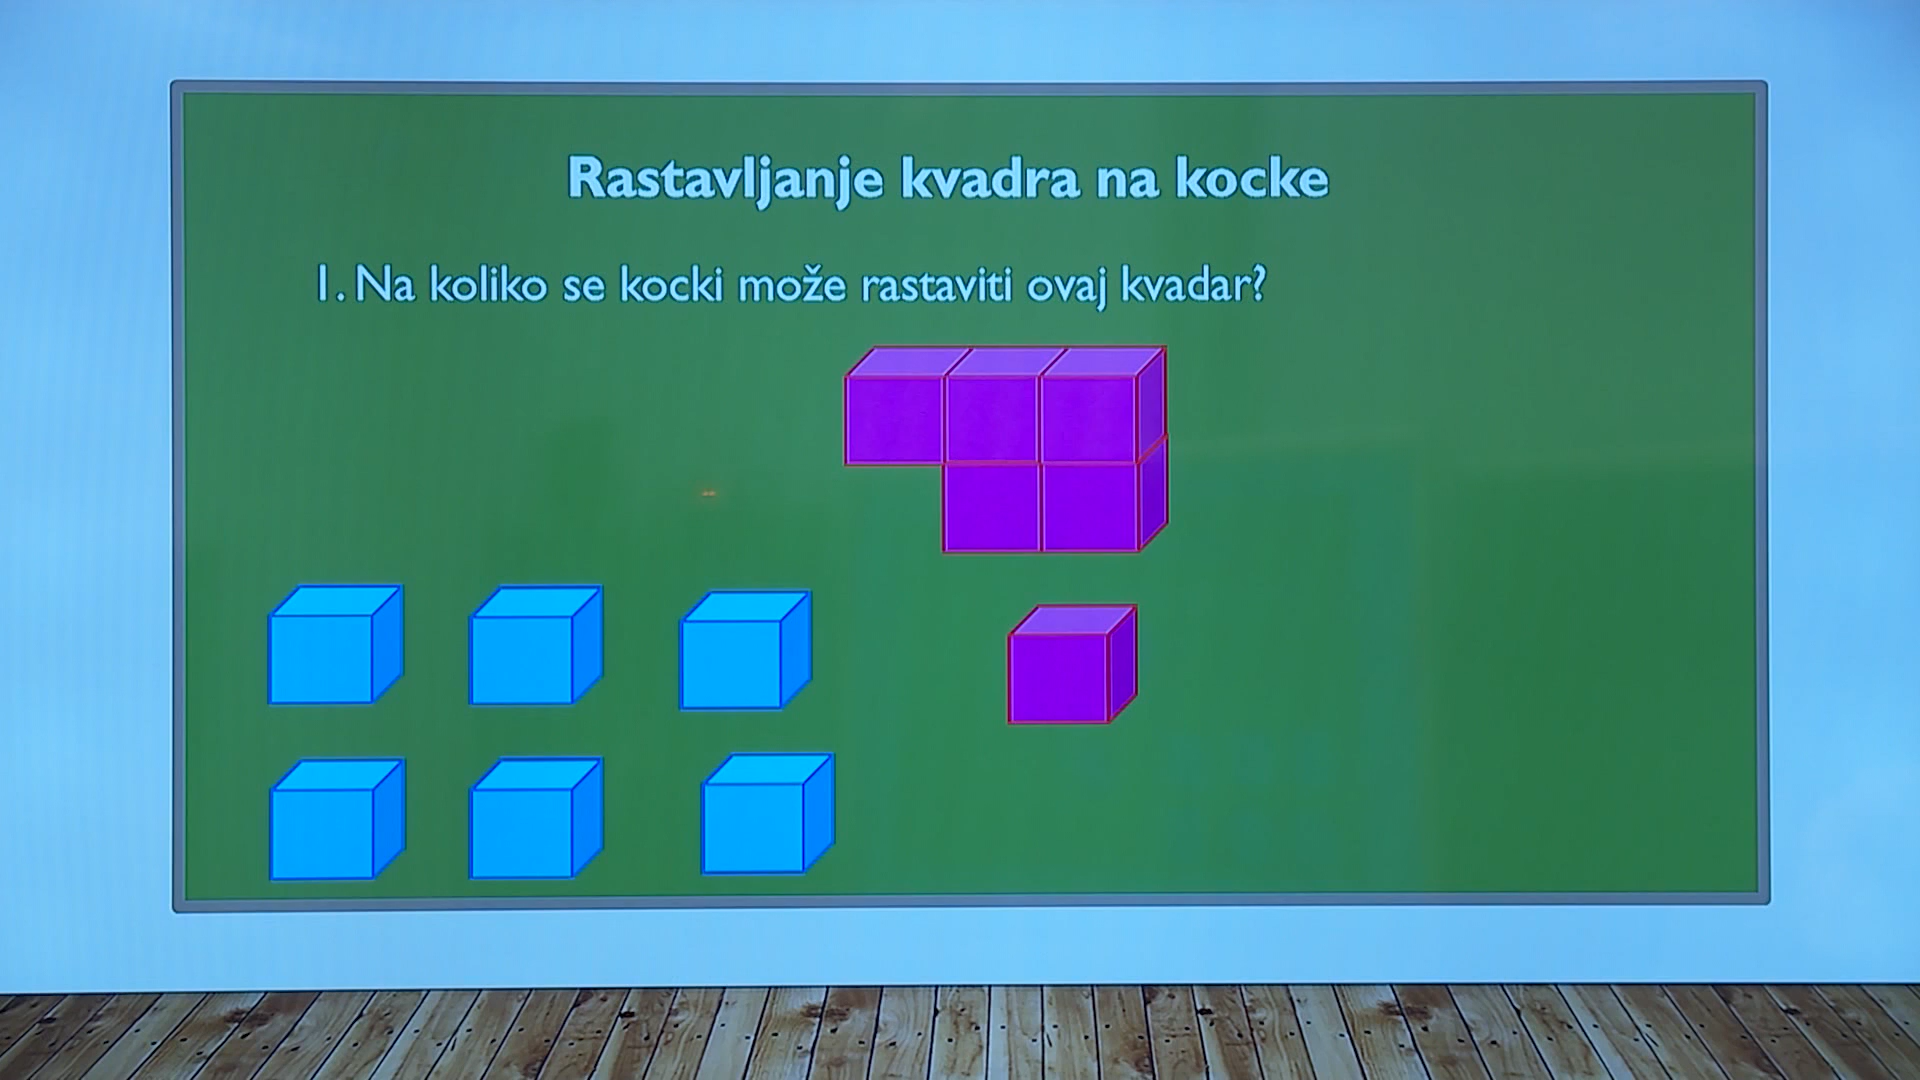 Rastavljanje kvadra na kocke
1. Na koliko se kocki može rastaviti ovaj kvadar?